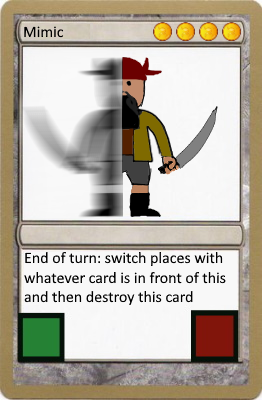 Mimic
End of turn: switch places with
whatever card is in front of this
and then destroy this card